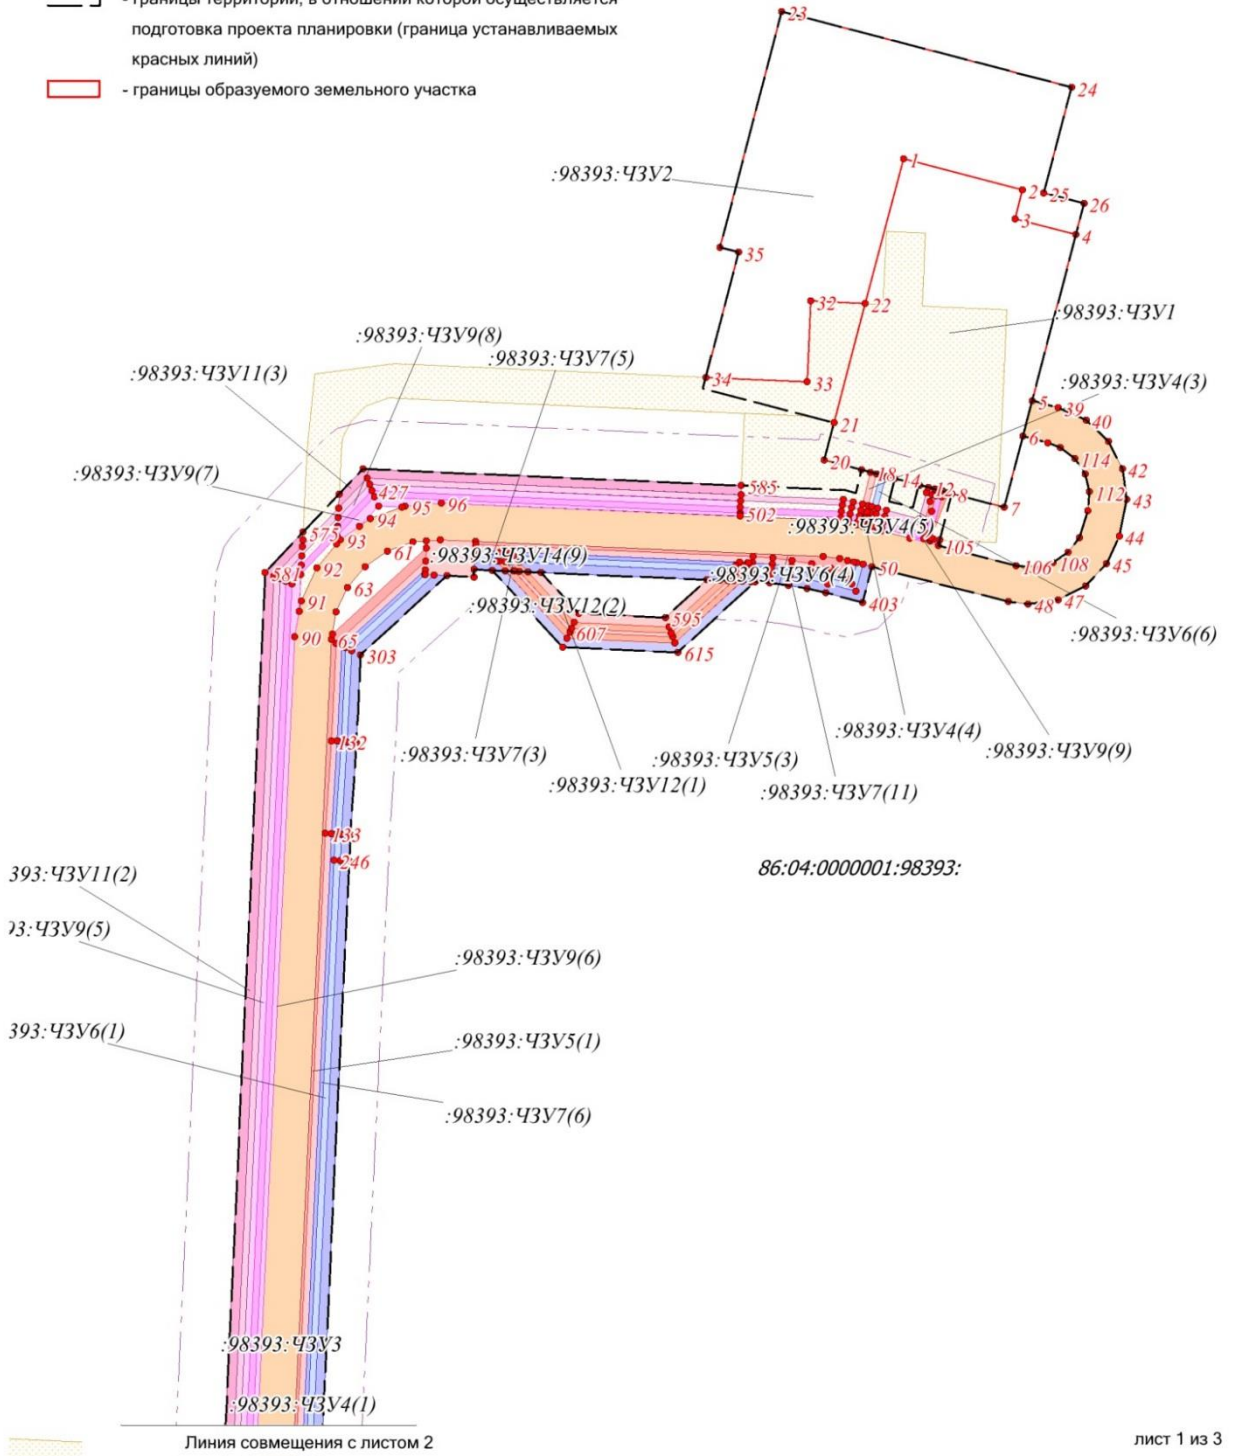 - границы территории, в отношении которой осуществляется
подготовка проекта планировки (граница устанавливаемых
красных линий)
- границы образуемого земельного участка
23
24
1
2
25
26
3
4
:98393:ЧЗУ2
35
32
22
:98393:ЧЗУ1
:98393:ЧЗУ9(8)
:98393:ЧЗУ7(5)
:98393:ЧЗУ11(3)
34
33
:98393:ЧЗУ4(3)
5
39
40
21
6
:98393:ЧЗУ9(7)
20
18
14
114
42
12
8
112
43
7
427
585
96
95
94
502
:98393:ЧЗУ4(5)
575
93
105
44
61
:98393:ЧЗУ14(9)
106
108
45
581
92
63
:98393:ЧЗУ6(4)
50
91
:98393:ЧЗУ12(2)
403
48
47
90
65
607
595
:98393:ЧЗУ6(6)
303
615
132
:98393:ЧЗУ4(4)
:98393:ЧЗУ7(3)
:98393:ЧЗУ5(3)
:98393:ЧЗУ9(9)
:98393:ЧЗУ12(1)
:98393:ЧЗУ7(11)
133
246
86:04:0000001:98393:
393:ЧЗУ11(2)
93:ЧЗУ9(5)
:98393:ЧЗУ9(6)
393:ЧЗУ6(1)
:98393:ЧЗУ5(1)
:98393:ЧЗУ7(6)
:98393:ЧЗУ3
:98393:ЧЗУ4(1)
Линия совмещения с листом 2
лист 1 из 3